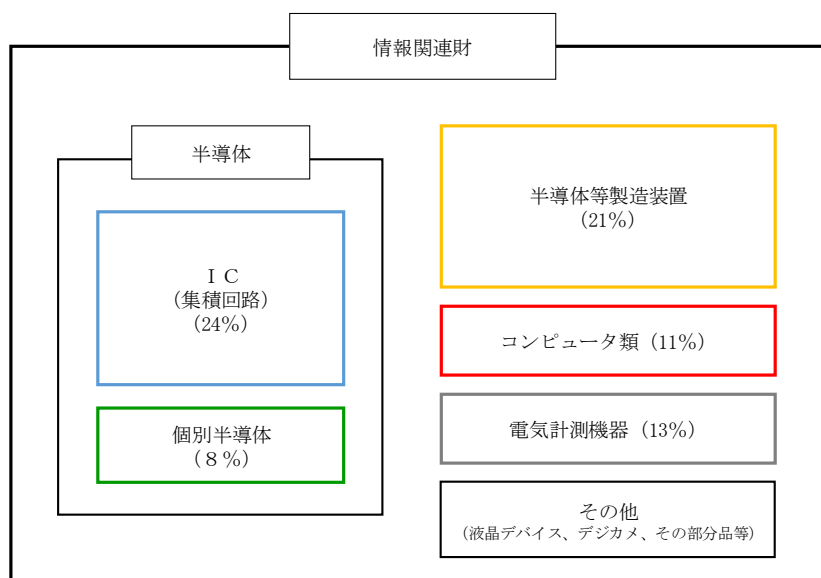 情報関連財
半導体
ＩＣ
（集積回路）
(24％)
個別半導体
(８％)
半導体等製造装置
(21％)
コンピュータ類（11％）
電気計測機器（13％）
その他
（液晶デバイス、デジカメ、その部分品等）